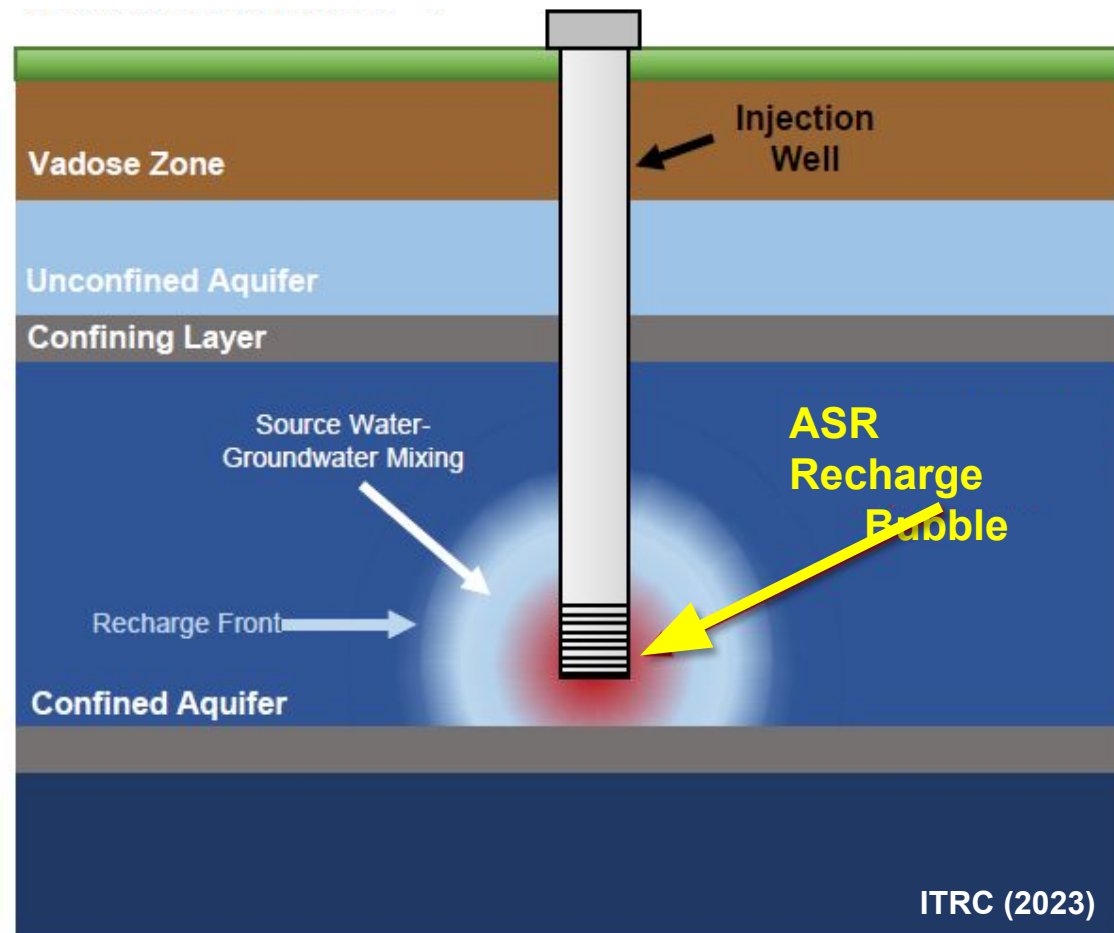 Injection
Well
Vadose Zone
Unconfined Aquifer
Confining Layer
Source Water-
Groundwater Mixing
ASR
Recharge
Bubble
Recharge Front
Confined Aquifer
ITRC (2023)